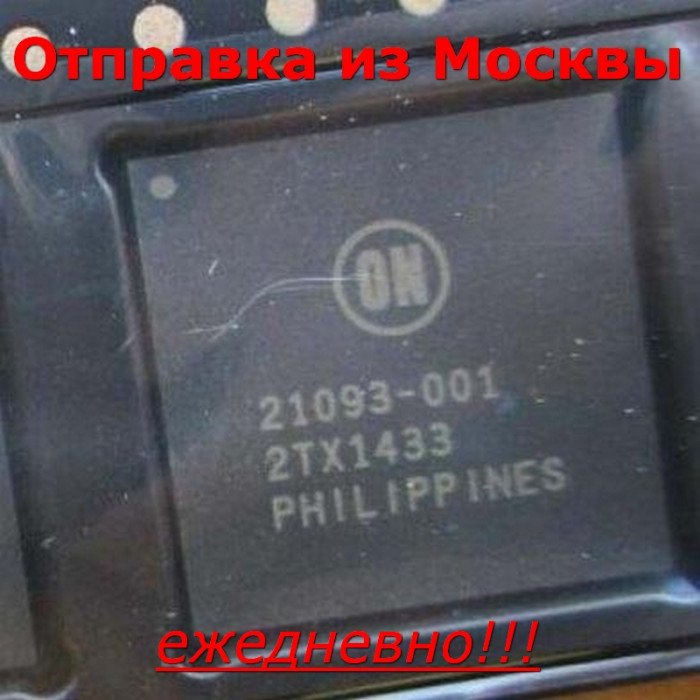 Отправка из Москвы
ON
21093-001
2TX1433
PHILIPPINES
ежедневно!!!